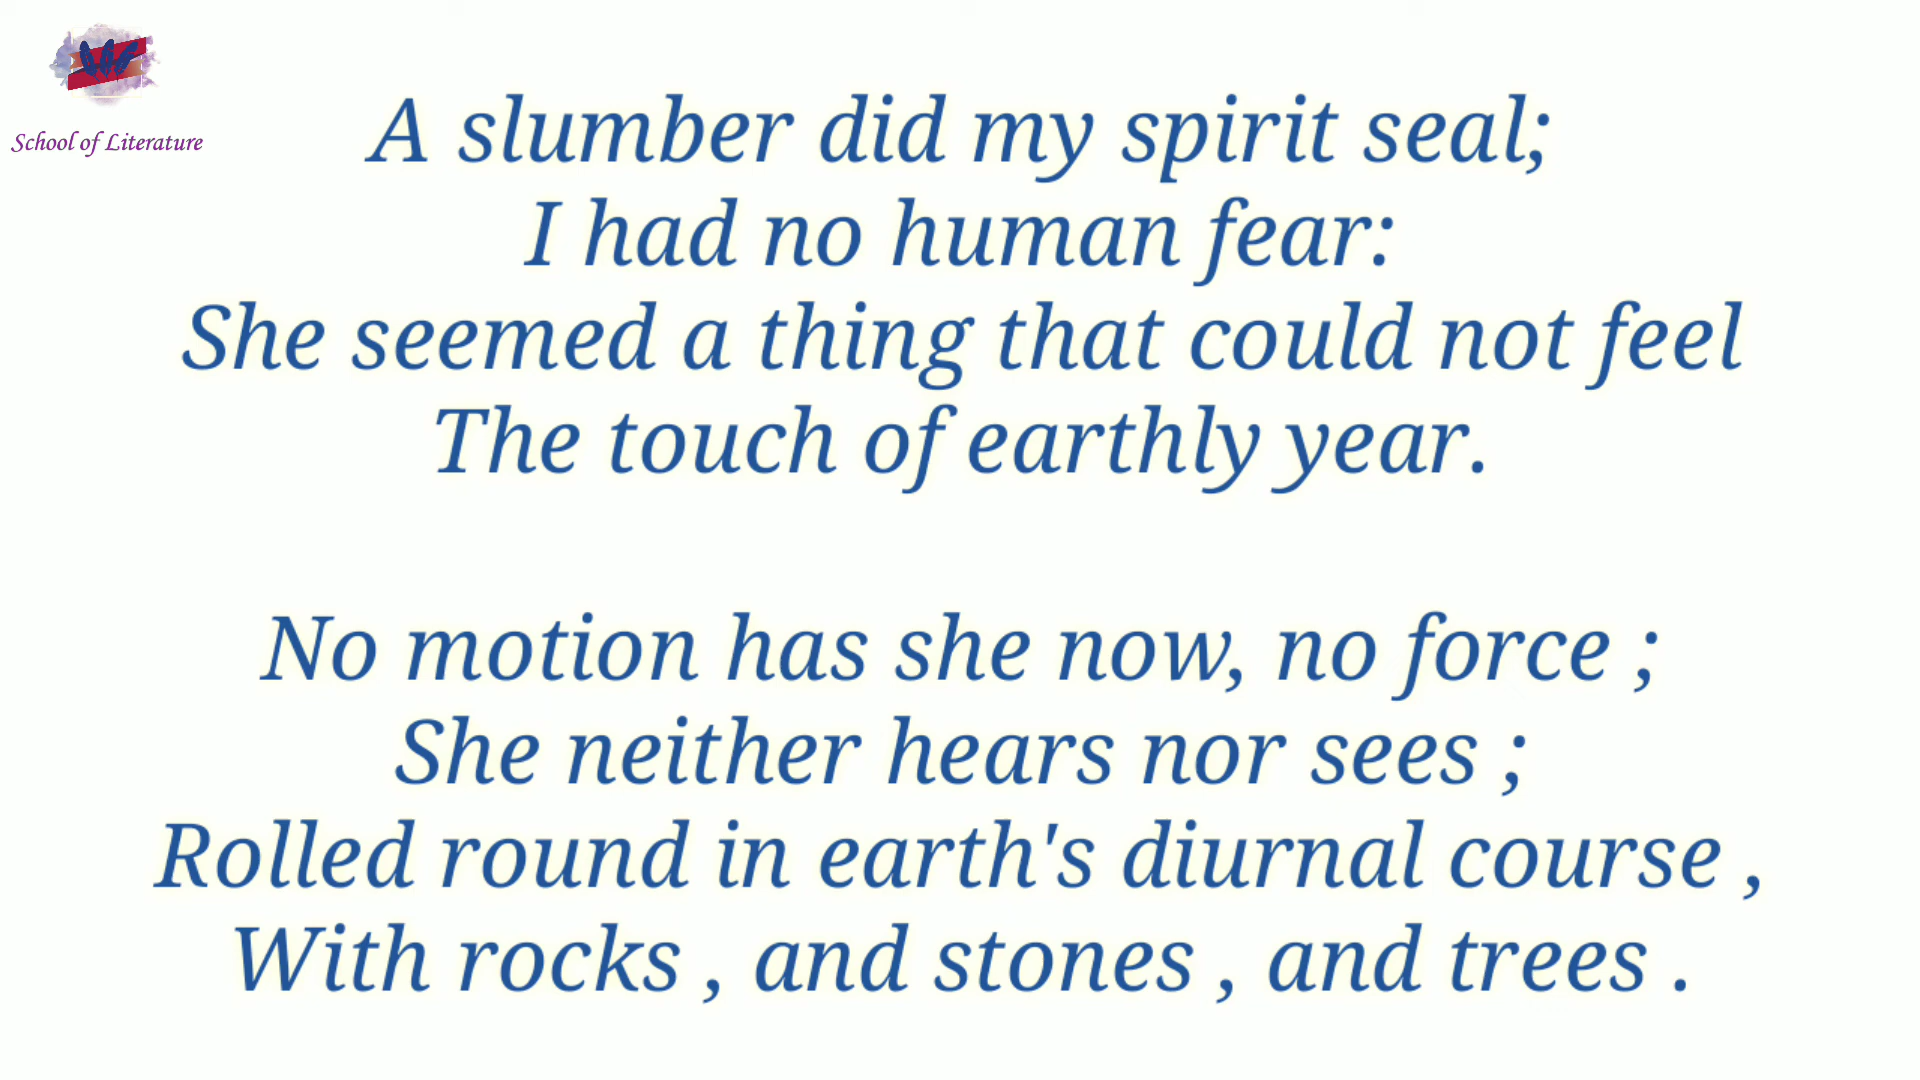 School of Literature
A slumber did my spirit seal;
I had no human fear:
She seemed a thing that could not feel
The touch of earthly year.
No motion has she now, no force ;
She neither hears nor sees ;
Rolled round in earth's diurnal course ,
With rocks , and stones , and trees .